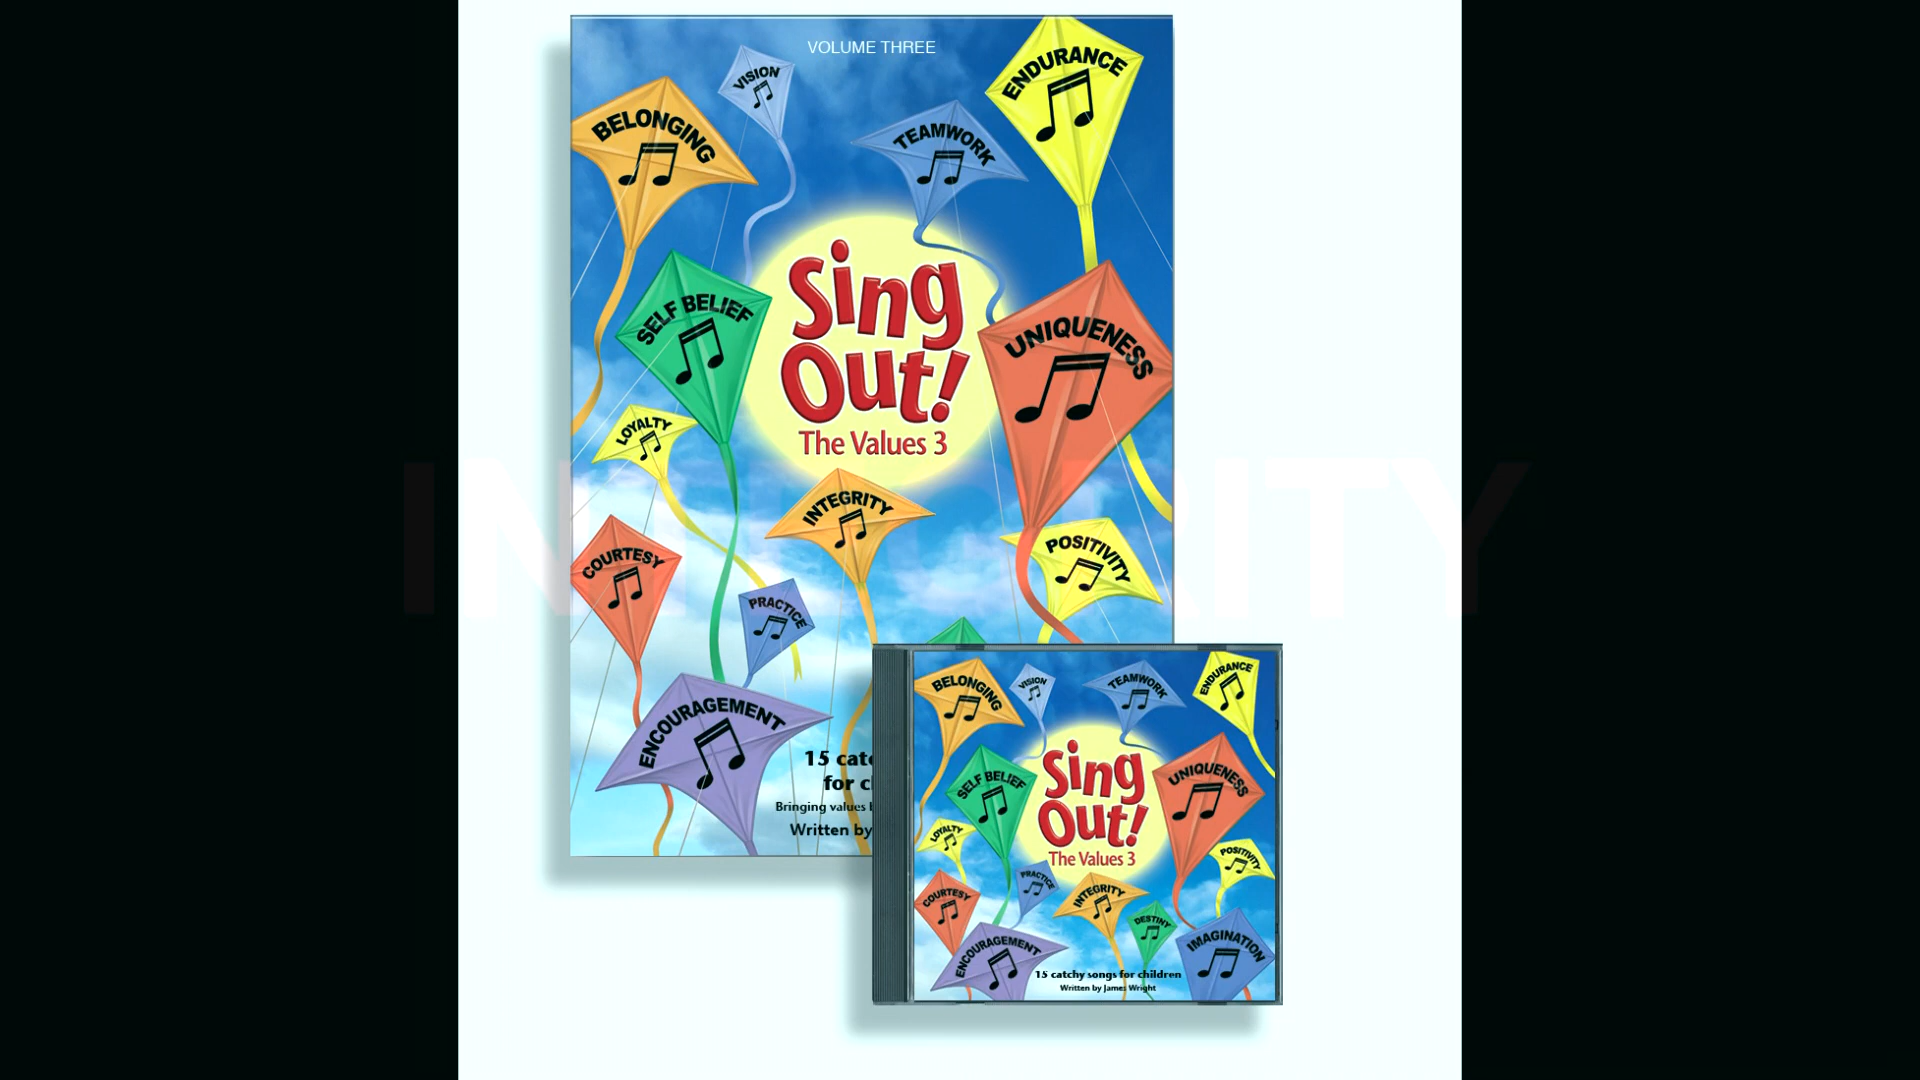 VOLUME THREE
VISION
ENDURANCE
BELONGING
TEAMWORK
Sing
Out!
The Values 3
SELF BELIEF
UNIQUENESS
LOYALTY
INTEGRITY
COURTESY
POSITIVITY
PRACTICE
ENCOURAGEMENT
15
for
Bringing values
Written by
INTEGRITY
BELONGING
VISION
TEAMWORK
ENDURANCE
Sing
Out!
The Values 3
SELF BELIEF
UNIQUENESS
LOYALTY
POSITIVITY
PRACTICE
COURTESY
INTEGRITY
DESTINY
ENCOURAGEMENT
IMAGINATION
15 catchy songs for children
Written by James Wright